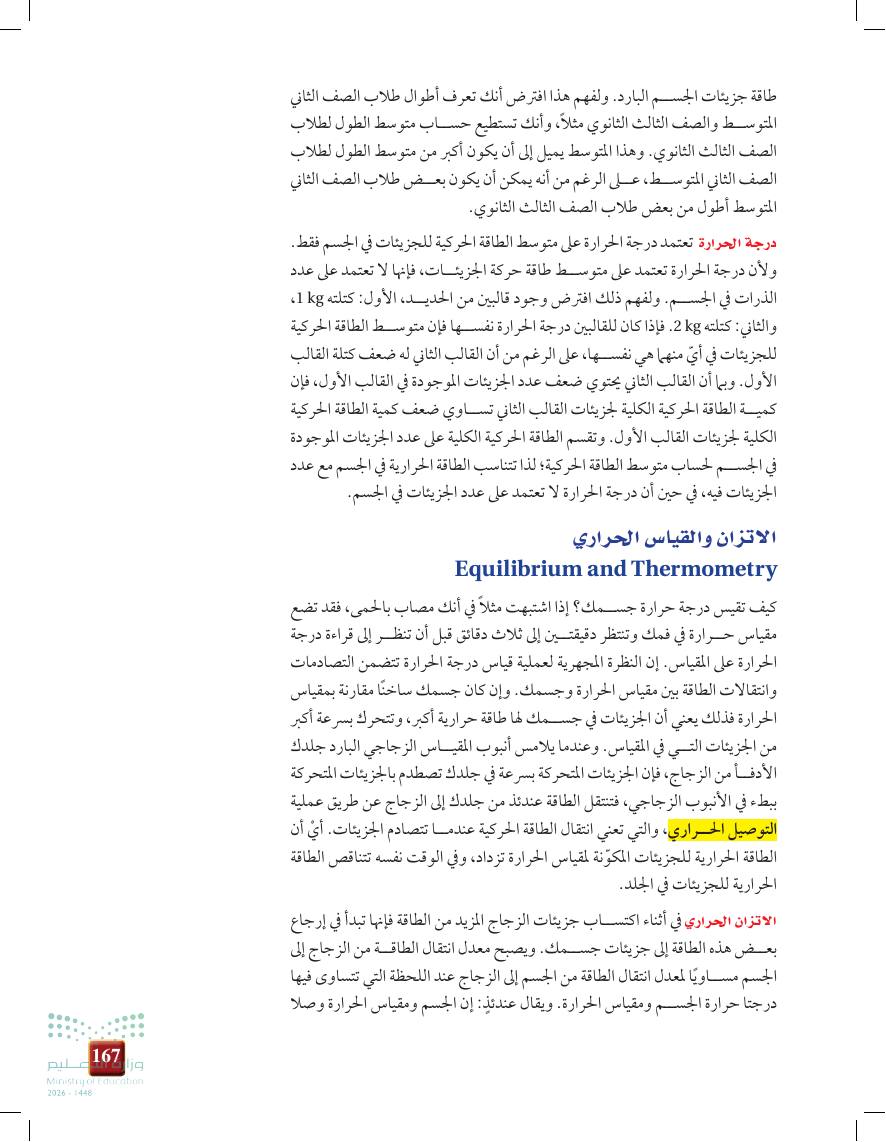 طاقة جزيئات الجسم البارد. ولفهم هذا افترض أنك تعرف أطوال طلاب الصف الثاني
المتوسط والصف الثالث الثانوي مثلاً، وأنك تستطيع حساب متوسط الطول لطلاب
الصف الثالث الثانوي. وهذا المتوسط يميل إلى أن يكون أكبر من متوسط الطول لطلاب
الصف الثاني المتوسط، على الرغم من أنه يمكن أن يكون بعض طلاب الصف الثاني
المتوسط أطول من بعض طلاب الصف الثالث الثانوي.
درجة الحرارة تعتمد درجة الحرارة على متوسط الطاقة الحركية للجزيئات في الجسم فقط.
ولأن درجة الحرارة تعتمد على متوسط طاقة حركة الجزيئات، فإنها لا تعتمد على عدد
الذرات في الجسم. ولفهم ذلك افترض وجود قالبين من الحديد، الأول: كتلته 1 kg،
والثاني: كتلته 2 kg. فإذا كان للقالبين درجة الحرارة نفسها فإن متوسط الطاقة الحركية
للجزيئات في أيّ منهما هي نفسها، على الرغم من أن القالب الثاني له ضعف كتلة القالب
الأول. وبما أن القالب الثاني يحتوي ضعف عدد الجزيئات الموجودة في القالب الأول، فإن
كمية الطاقة الحركية الكلية لجزيئات القالب الثاني تساوي ضعف كمية الطاقة الحركية
الكلية لجزيئات القالب الأول. وتقسم الطاقة الحركية الكلية على عدد الجزيئات الموجودة
في الجسم لحساب متوسط الطاقة الحركية؛ لذا تتناسب الطاقة الحرارية في الجسم مع عدد
الجزيئات فيه، في حين أن درجة الحرارة لا تعتمد على عدد الجزيئات في الجسم.
الاتزان والقياس الحراري
Equilibrium and Thermometry
كيف تقيس درجة حرارة جسمك؟ إذا اشتبهت مثلاً في أنك مصاب بالحمى، فقد تضع
مقياس حرارة في فمك وتنتظر دقيقتين إلى ثلاث دقائق قبل أن تنظر إلى قراءة درجة
الحرارة على المقياس. إن النظرة المجهرية لعملية قياس درجة الحرارة تتضمن التصادمات
وانتقالات الطاقة بين مقياس الحرارة وجسمك. وإن كان جسمك ساخنًا مقارنة بمقياس
الحرارة فذلك يعني أن الجزيئات في جسمك لها طاقة حرارية أكبر، وتتحرك بسرعة أكبر
من الجزيئات التي في المقياس. وعندما يلامس أنبوب المقياس الزجاجي البارد جلدك
الأدفأ من الزجاج، فإن الجزيئات المتحركة بسرعة في جلدك تصطدم بالجزيئات المتحركة
ببطء في الأنبوب الزجاجي، فتنتقل الطاقة عندئذ من جلدك إلى الزجاج عن طريق عملية
التوصيل الحراري، والتي تعني انتقال الطاقة الحركية عندما تتصادم الجزيئات. أيْ أن
الطاقة الحرارية للجزيئات المكوّنة لمقياس الحرارة تزداد، وفي الوقت نفسه تتناقص الطاقة
الحرارية للجزيئات في الجلد.
الاتزان الحراري في أثناء اكتساب جزيئات الزجاج المزيد من الطاقة فإنها تبدأ في إرجاع
بعض هذه الطاقة إلى جزيئات جسمك. ويصبح معدل انتقال الطاقة من الزجاج إلى
الجسم مساويًا لمعدل انتقال الطاقة من الجسم إلى الزجاج عند اللحظة التي تتساوى فيها
درجتا حرارة الجسم ومقياس الحرارة. ويقال عندئذٍ: إن الجسم ومقياس الحرارة وصلا
167
وزارة التعليم
Ministry of Education
2026 - 1448